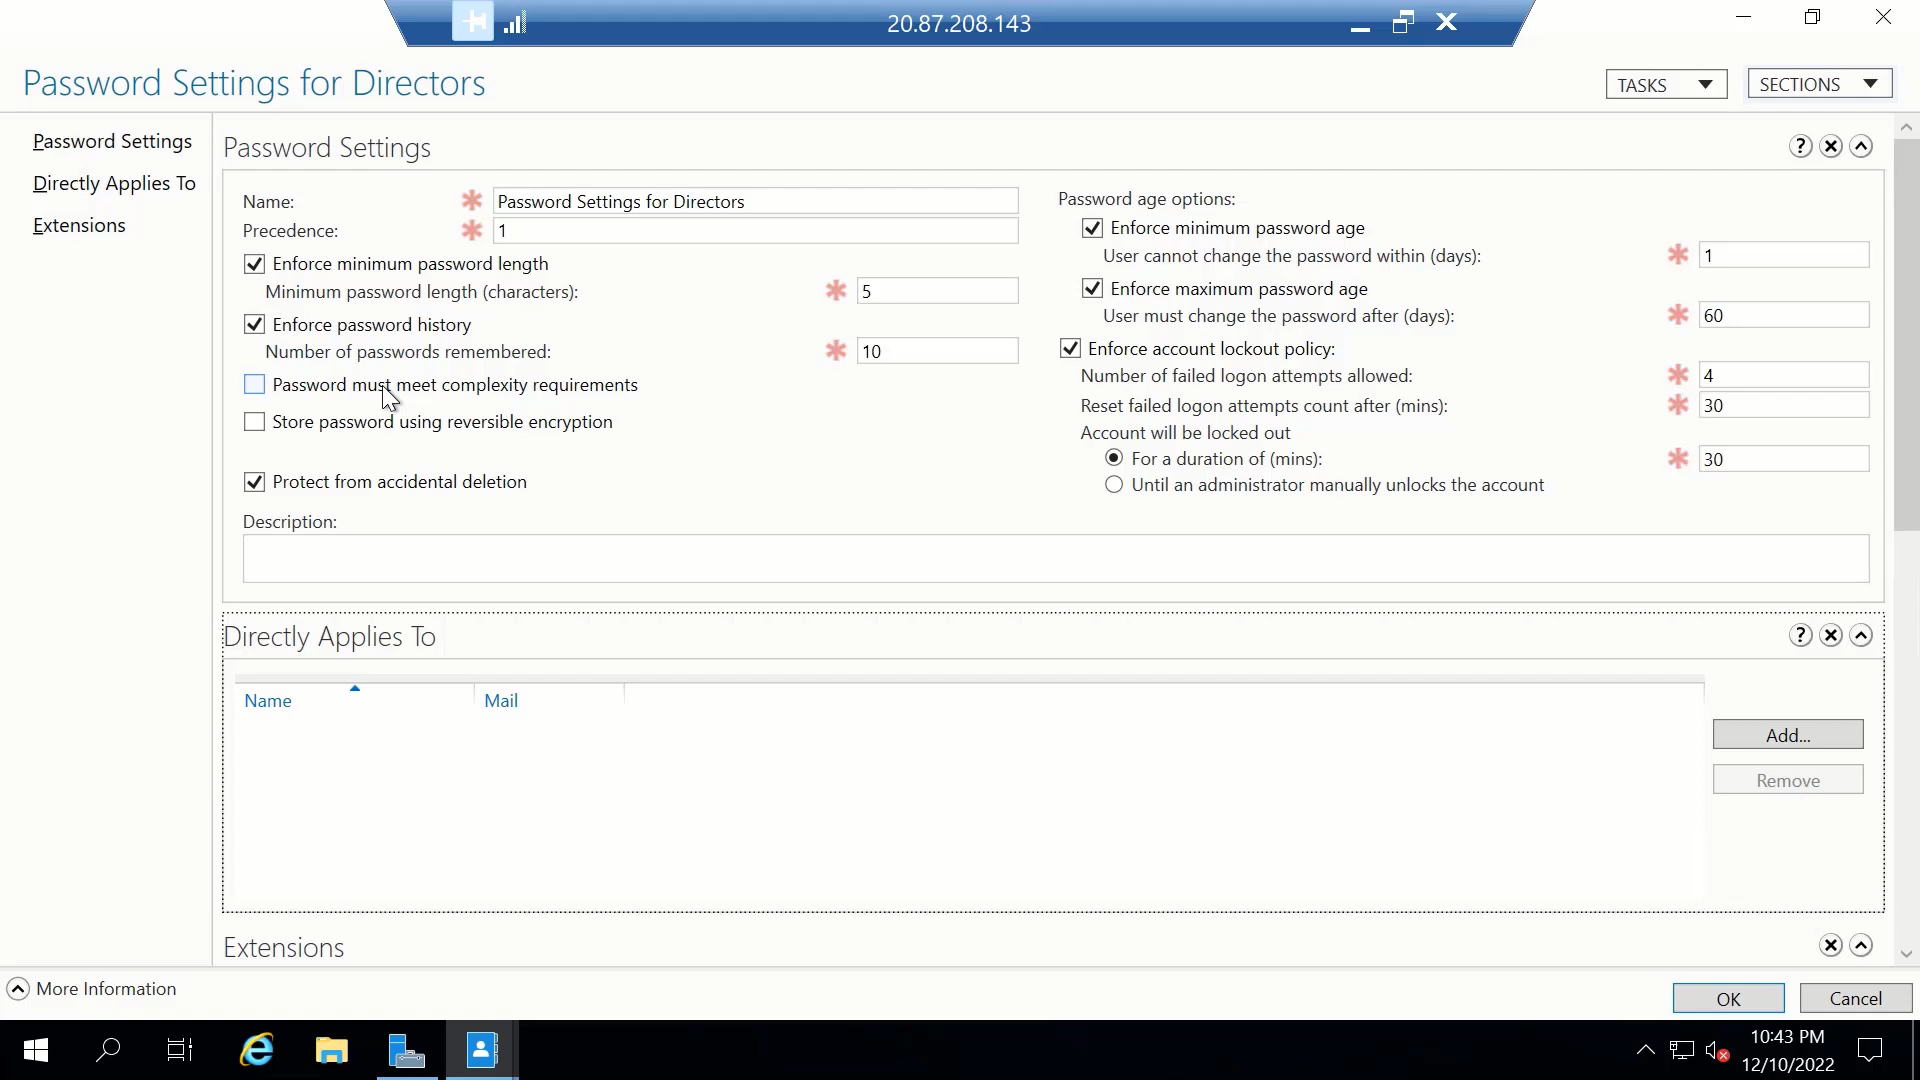 20.87.208.143
Password Settings for Directors
TASKS
SECTIONS
Password Settings
Directly Applies To
Extensions
Password Settings
Name:
Password Settings for Directors
Precedence:
1
Enforce minimum password length
Minimum password length (characters):
5
Enforce password history
Number of passwords remembered:
10
Password must meet complexity requirements
Store password using reversible encryption
Protect from accidental deletion
Password age options:
Enforce minimum password age
User cannot change the password within (days):
1
Enforce maximum password age
User must change the password after (days):
60
Enforce account lockout policy:
Number of failed logon attempts allowed:
4
Reset failed logon attempts count after (mins):
30
Account will be locked out
For a duration of (mins):
30
Until an administrator manually unlocks the account
Description:
Directly Applies To
Name
Mail
Add...
Remove
Extensions
More Information
OK
Cancel
10:43 PM
12/10/2022